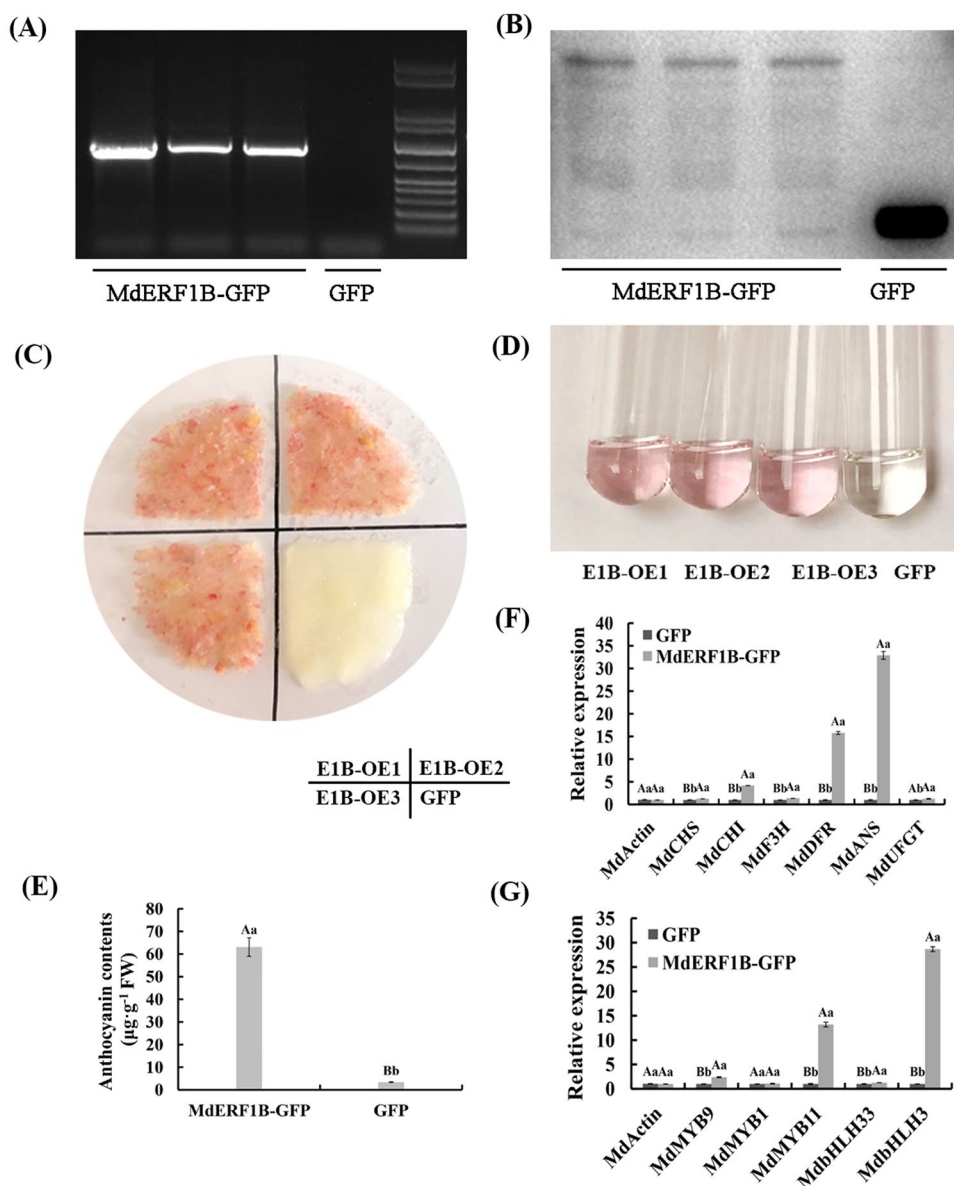 (A)
MdERF1B-GFP GFP
(B)
MdERF1B-GFP GFP
(C)
E1B-OE1 E1B-OE2
E1B-OE3 GFP
(D)
E1B-OE1 E1B-OE2 E1B-OE3 GFP
(E)
Anthocyanin contents
(µg·g⁻¹ FW)
80
70
60
50
40
30
20
10
0
Aa
Bb
MdERF1B-GFP GFP
(F)
Relative expression
40
35
30
25
20
15
10
5
0
GFP
MdERF1B-GFP
AaAa BbAa Bb Aa BbAa Bb Aa Bb Aa AbAa
MdActin MdCHS MdCHI MdF3H MdDFR MdANS MdUFGT
(G)
Relative expression
35
30
25
20
15
10
5
0
GFP
MdERF1B-GFP
AaAa Bb Aa AaAa Bb Aa BbAa Bb Aa
MdActin MdMYB9 MdMYB1 MdMYB11 MdbHLH33 MdbHLH3